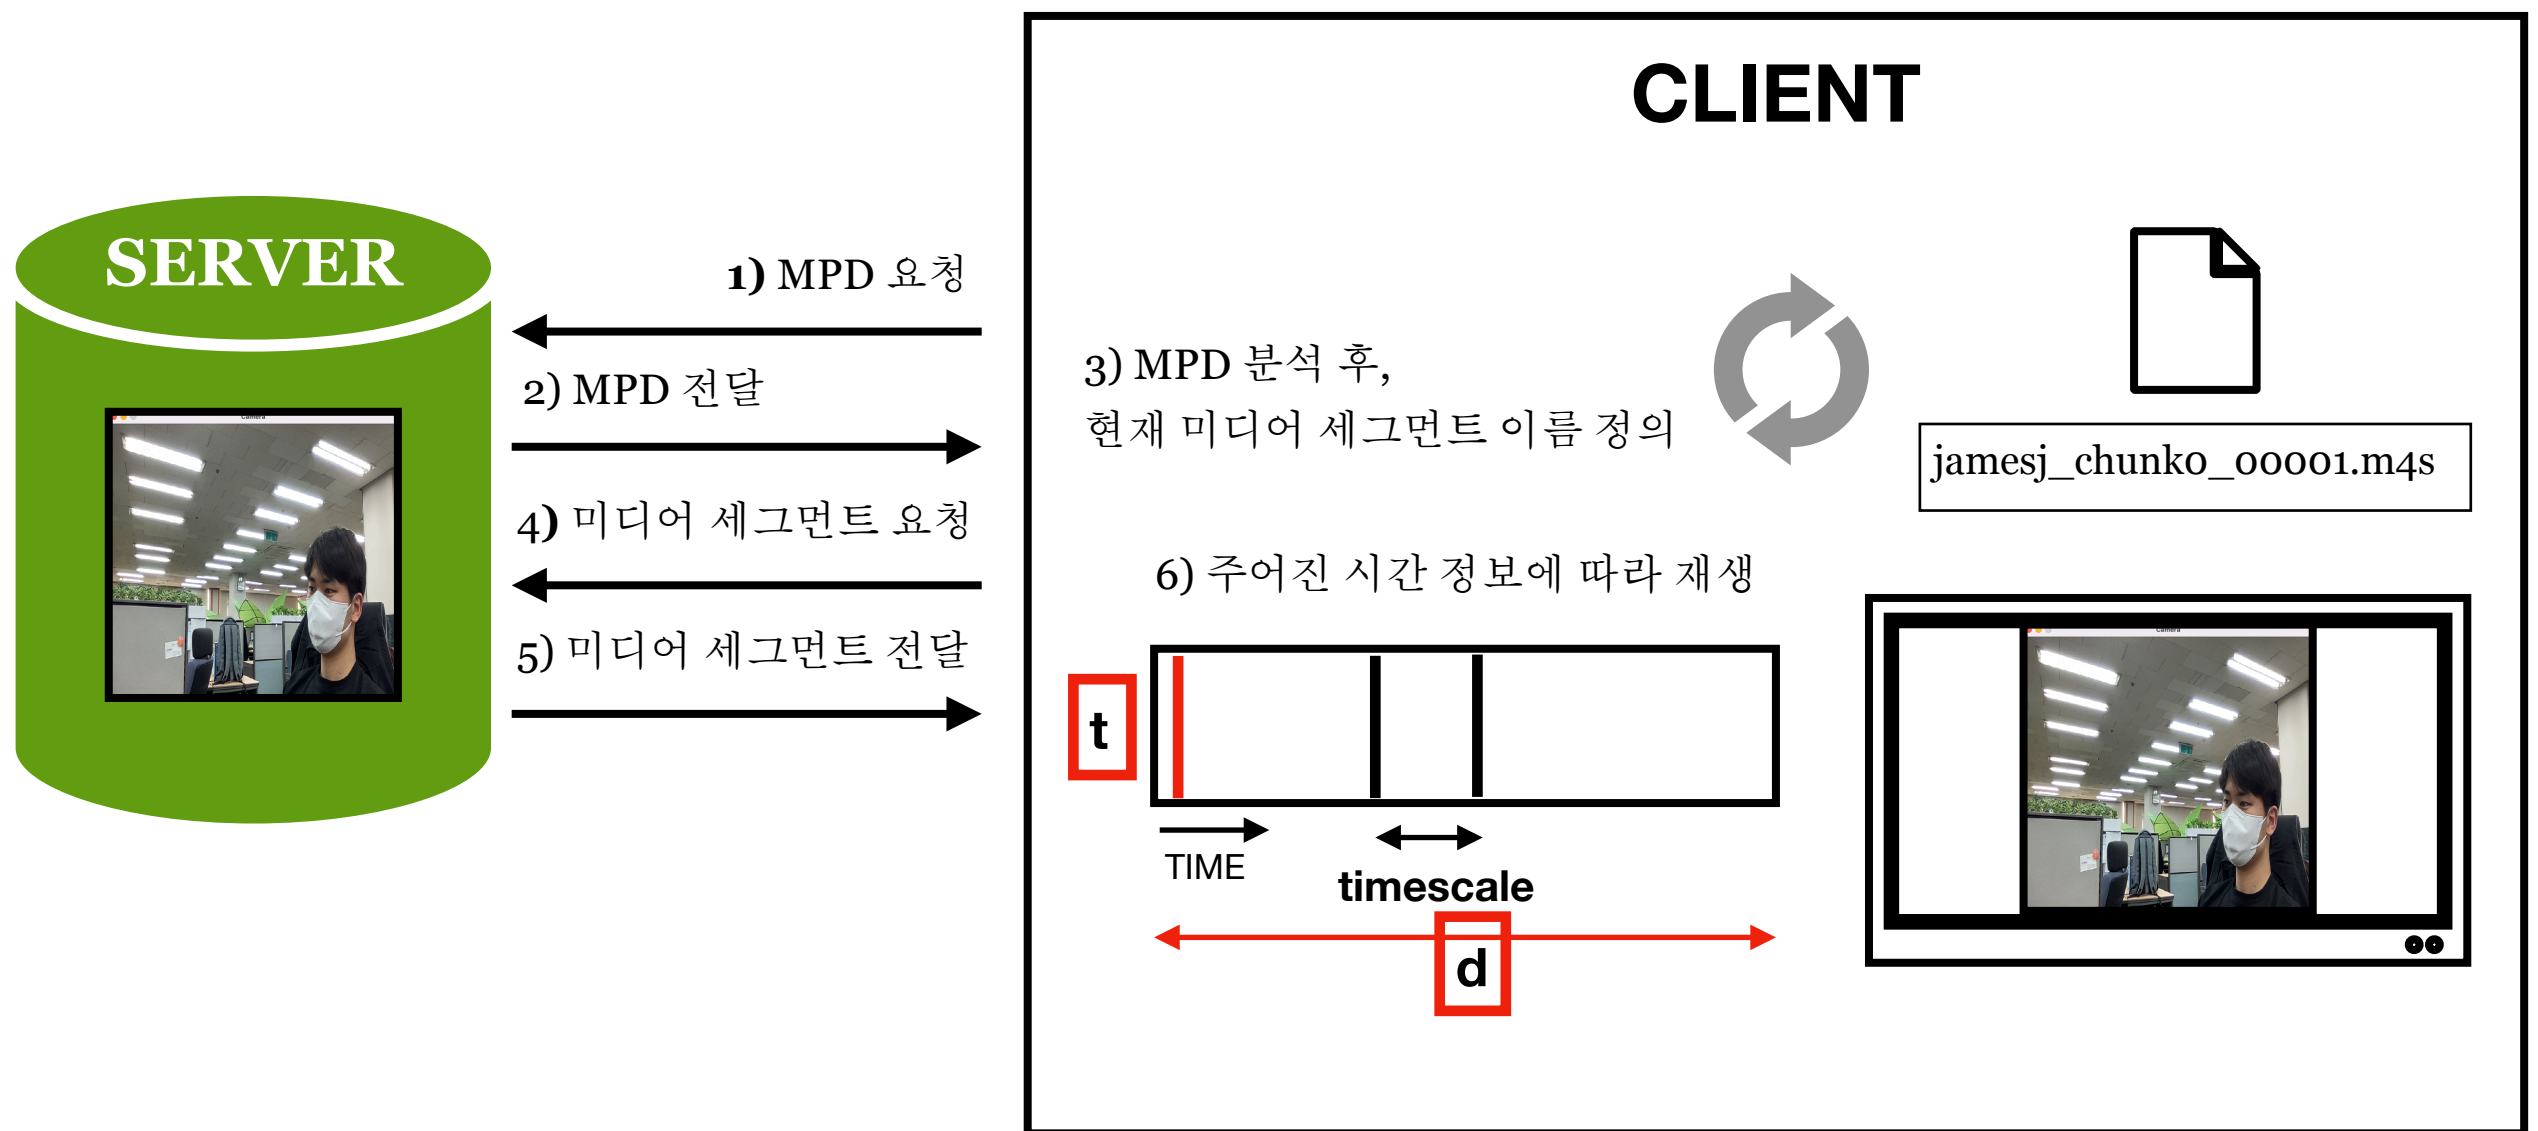 CLIENT
SERVER
1) MPD 요청
2) MPD 전달
3) MPD 분석 후,
현재 미디어 세그먼트 이름 정의
jamesj_chunk0_00001.m4s
4) 미디어 세그먼트 요청
5) 미디어 세그먼트 전달
6) 주어진 시간 정보에 따라 재생
Camera
Camera
t
TIME
timescale
d